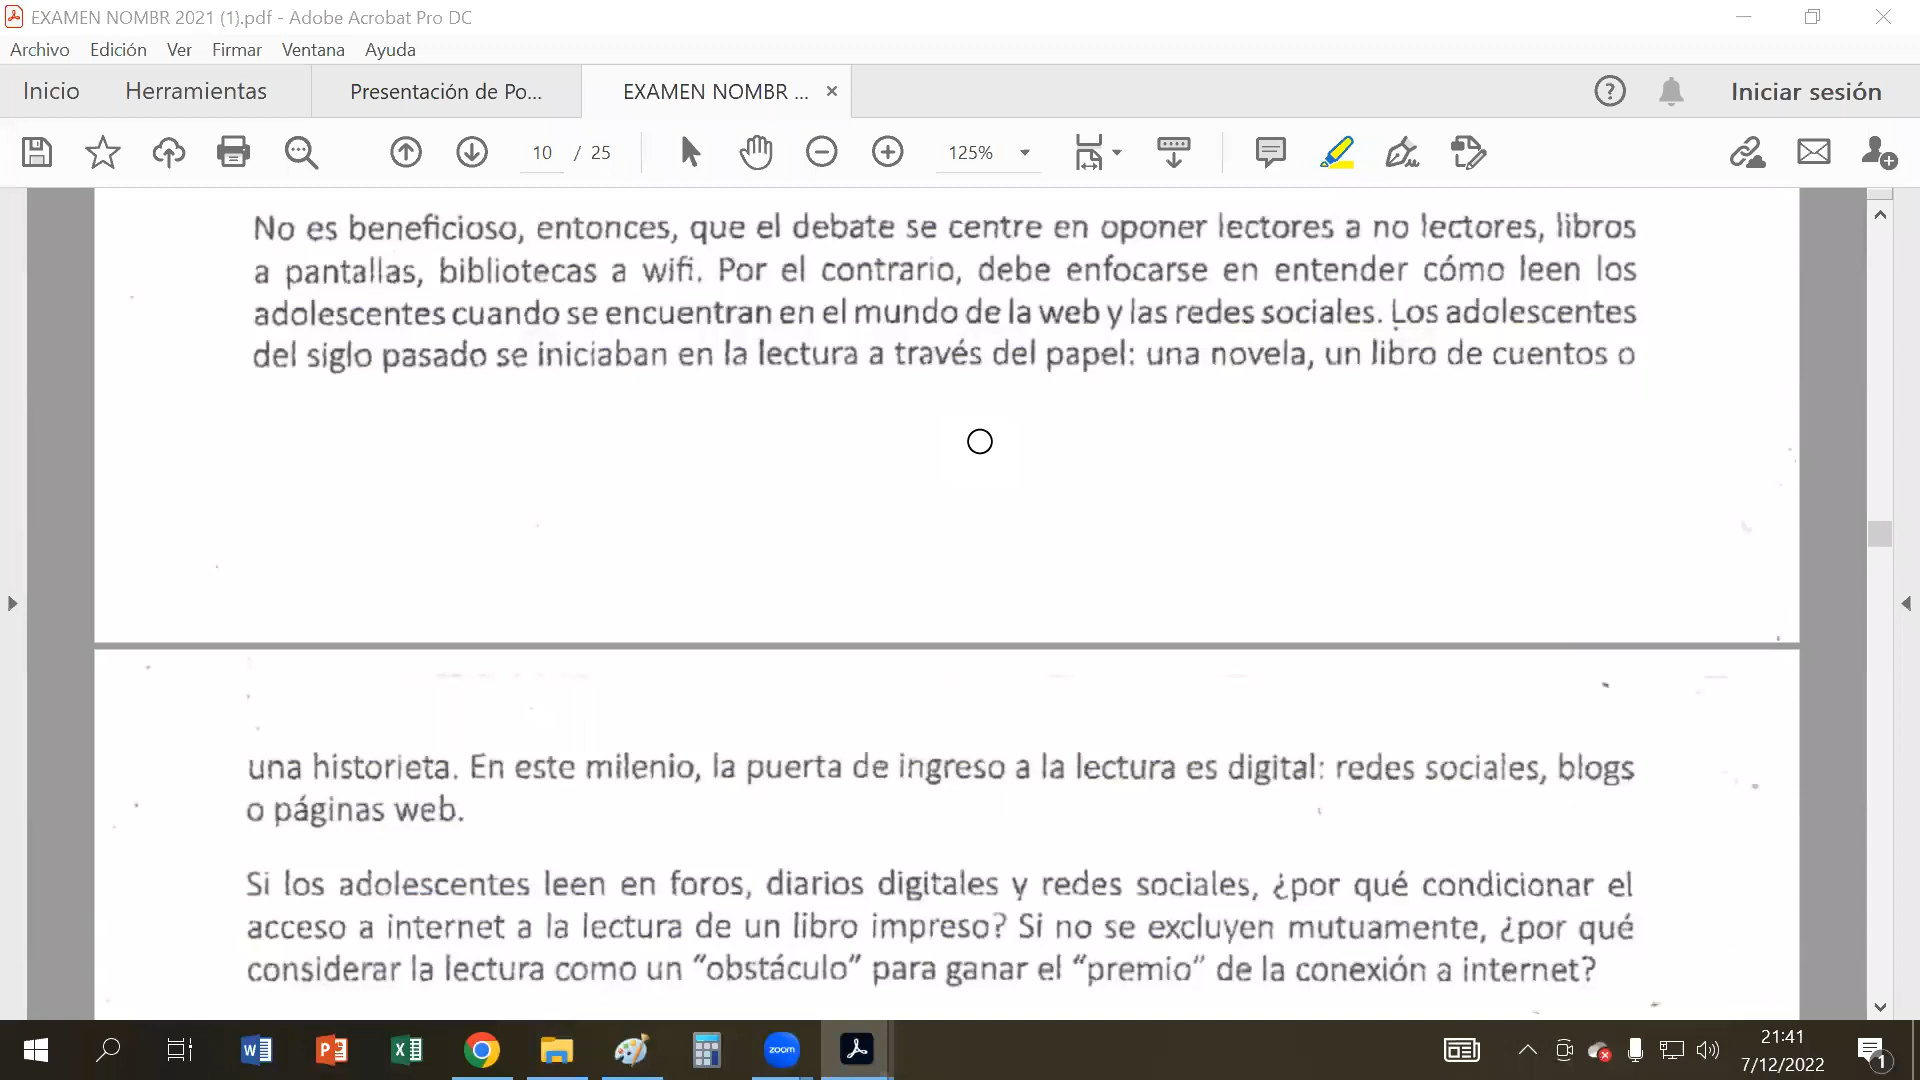 EXAMEN NOMBR 2021 (1).pdf - Adobe Acrobat Pro DC
Archivo Edición Ver Firmar Ventana Ayuda
Inicio Herramientas Presentación de Po... EXAMEN NOMBR ... × Iniciar sesión
10 / 25 125%
No es beneficioso, entonces, que el debate se centre en oponer lectores a no lectores, libros
a pantallas, bibliotecas a wifi. Por el contrario, debe enfocarse en entender cómo leen los
adolescentes cuando se encuentran en el mundo de la web y las redes sociales. Los adolescentes
del siglo pasado se iniciaban en la lectura a través del papel: una novela, un libro de cuentos o
una historieta. En este milenio, la puerta de ingreso a la lectura es digital: redes sociales, blogs
o páginas web.
Si los adolescentes leen en foros, diarios digitales y redes sociales, ¿por qué condicionar el
acceso a internet a la lectura de un libro impreso? Si no se excluyen mutuamente, ¿por qué
considerar la lectura como un “obstáculo” para ganar el “premio” de la conexión a internet?
zoom
21:41
7/12/2022
1